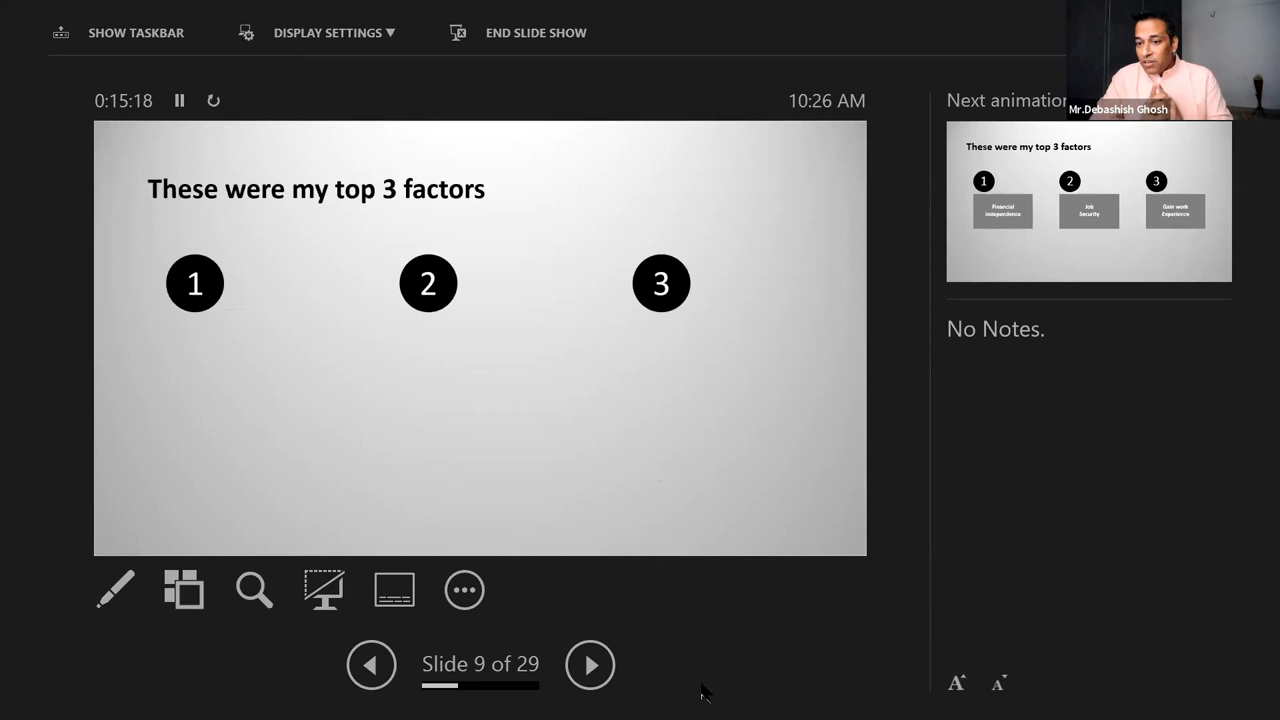 SHOW TASKBAR DISPLAY SETTINGS ▼ END SLIDE SHOW
0:15:18 10:26 AM
These were my top 3 factors
1 2 3
Slide 9 of 29
Mr.Debashish Ghosh
Next animation
These were my top 3 factors
1 2 3
Financial Job Gain work
Independence Security Experience
No Notes.
A A